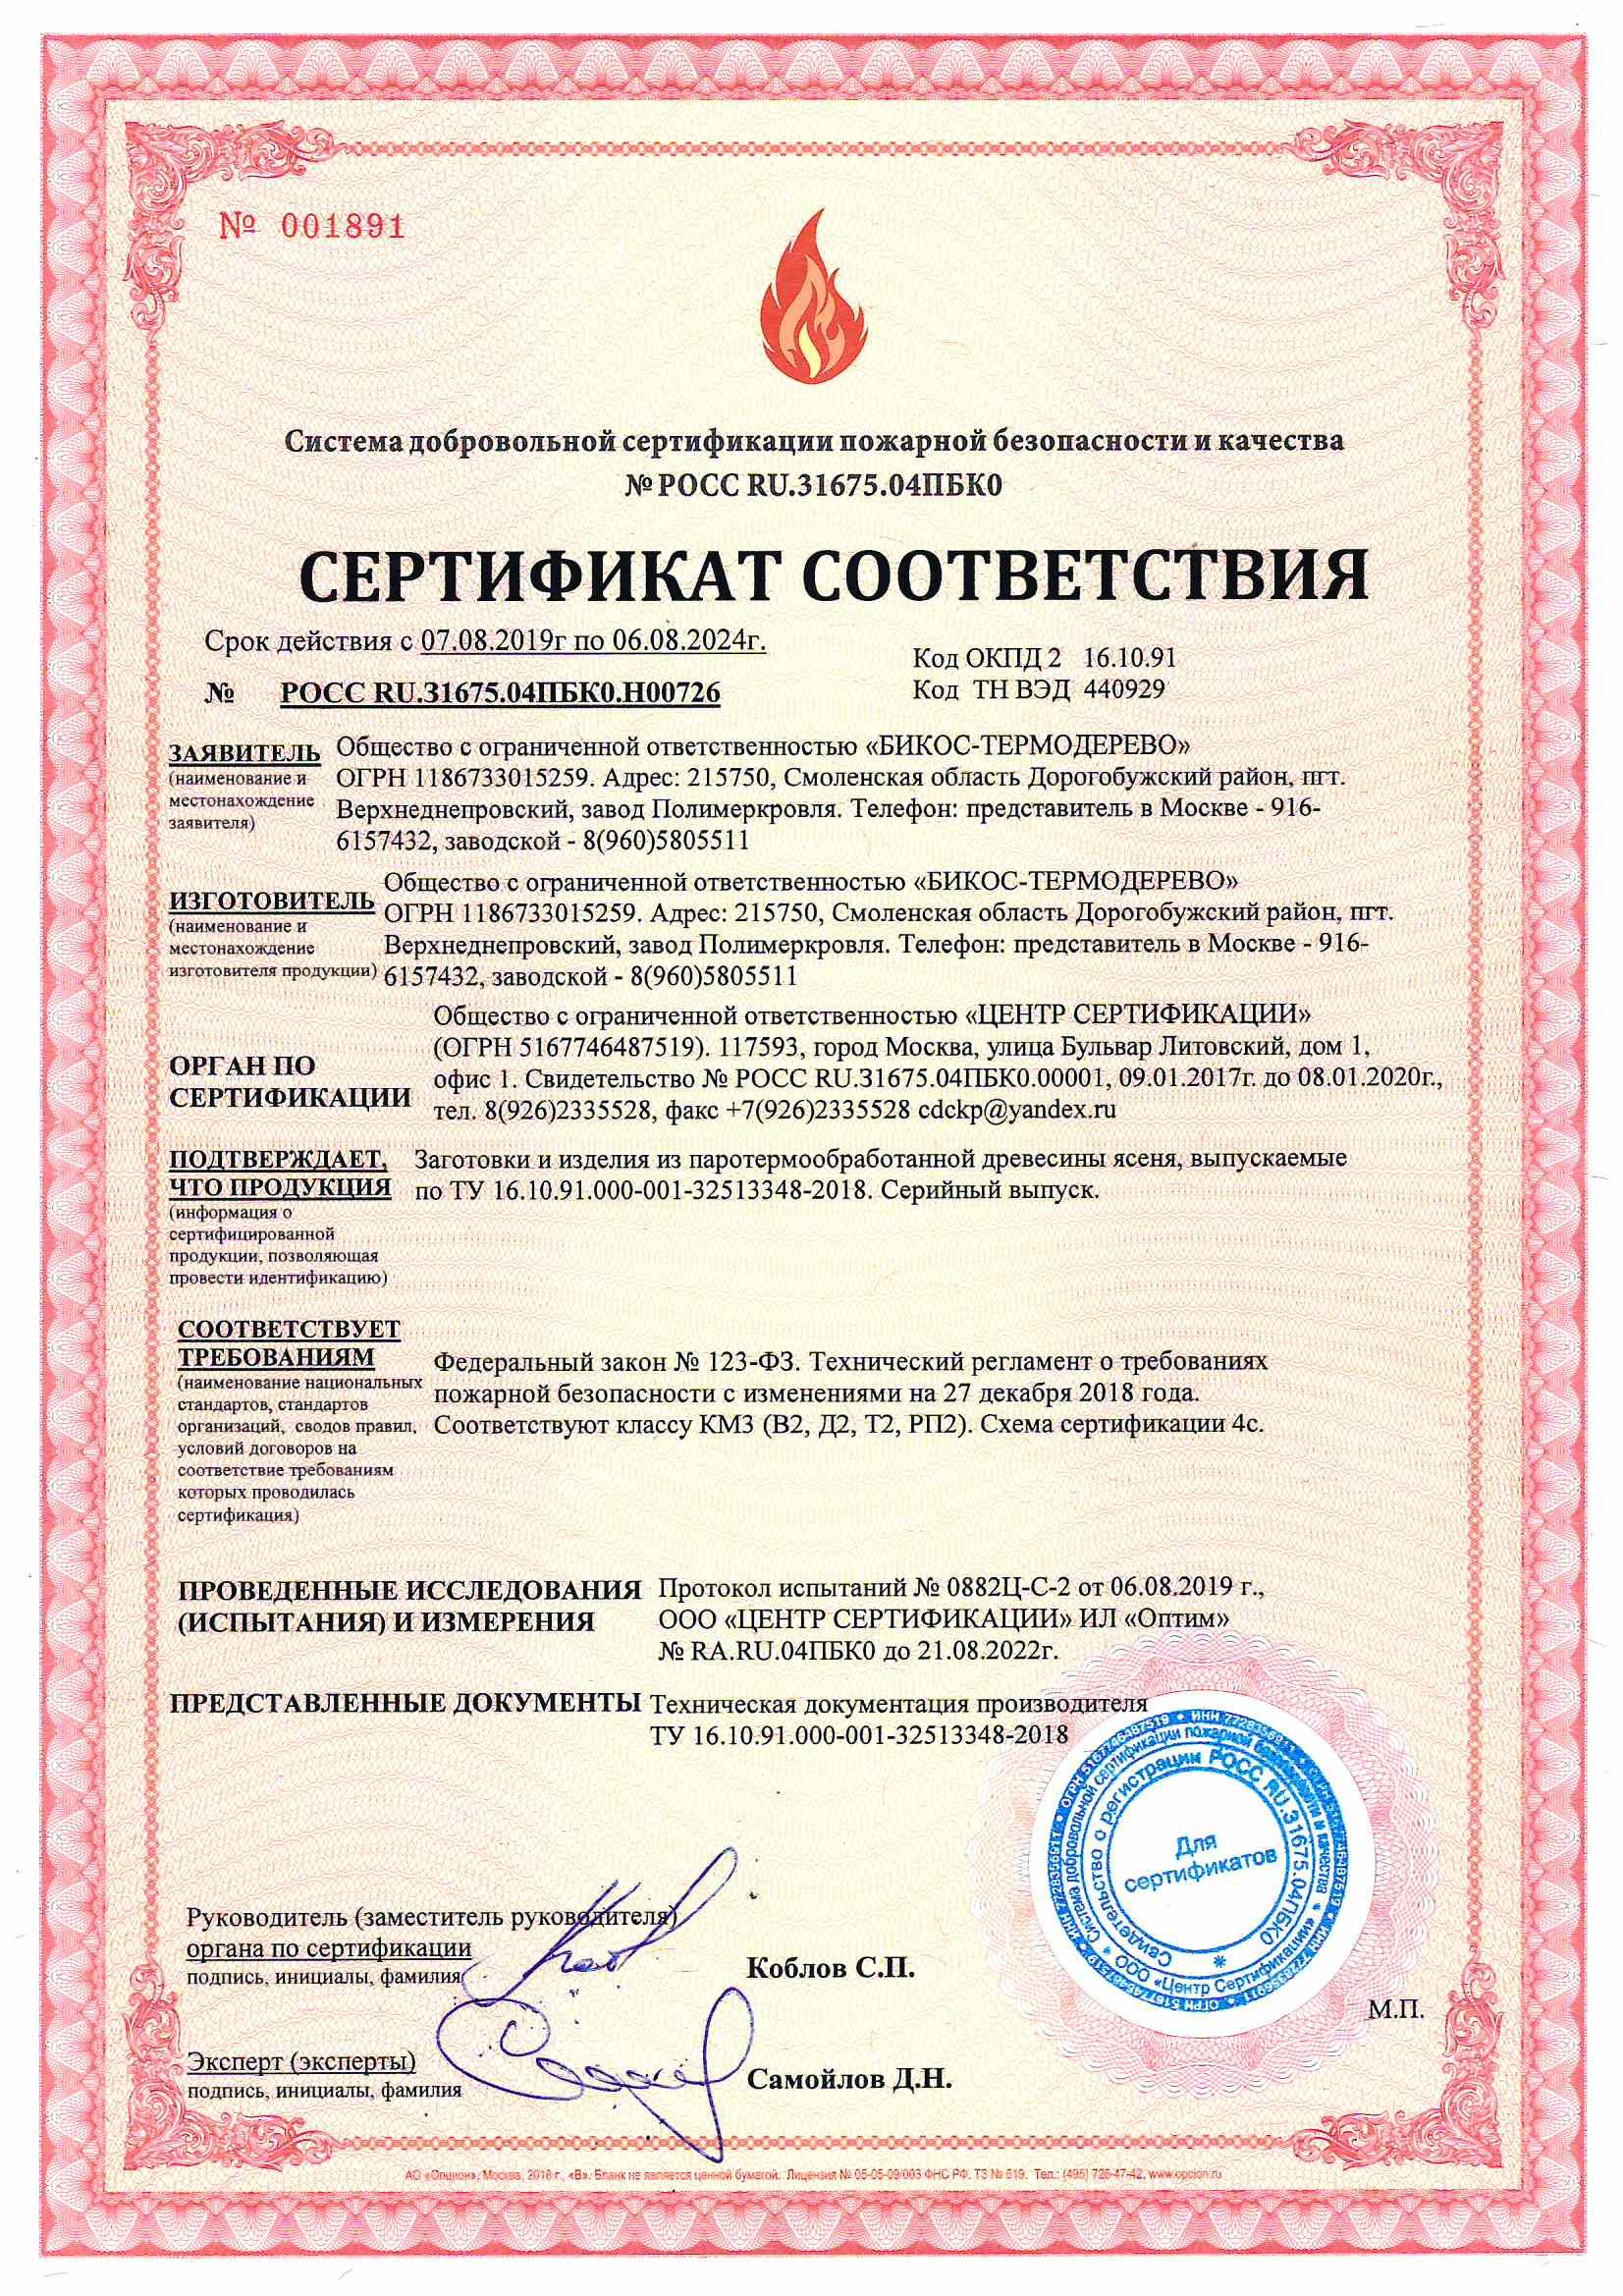 № 001891
Система добровольной сертификации пожарной безопасности и качества
№ РОСС RU.31675.04ПБК0
СЕРТИФИКАТ СООТВЕТСТВИЯ
Срок действия с 07.08.2019г по 06.08.2024г.
№ РОСС RU.31675.04ПБК0.Н00726
Код ОКПД 2 16.10.91
Код ТН ВЭД 440929
ЗАЯВИТЕЛЬ
(наименование и
местонахождение
заявителя)
Общество с ограниченной ответственностью «БИКОС-ТЕРМОДЕРЕВО»
ОГРН 1186733015259. Адрес: 215750, Смоленская область Дорогобужский район, пгт.
Верхнеднепровский, завод Полимеркровля. Телефон: представитель в Москве - 916-
6157432, заводской - 8(960)5805511
ИЗГОТОВИТЕЛЬ
(наименование и
местонахождение
изготовителя продукции)
Общество с ограниченной ответственностью «БИКОС-ТЕРМОДЕРЕВО»
ОГРН 1186733015259. Адрес: 215750, Смоленская область Дорогобужский район, пгт.
Верхнеднепровский, завод Полимеркровля. Телефон: представитель в Москве - 916-
6157432, заводской - 8(960)5805511
ОРГАН ПО
СЕРТИФИКАЦИИ
Общество с ограниченной ответственностью «ЦЕНТР СЕРТИФИКАЦИИ»
(ОГРН 5167746487519). 117593, город Москва, улица Бульвар Литовский, дом 1,
офис 1. Свидетельство № РОСС RU.31675.04ПБК0.00001, 09.01.2017г. до 08.01.2020г.,
тел. 8(926)2335528, факс +7(926)2335528 cdckp@yandex.ru
ПОДТВЕРЖДАЕТ,
ЧТО ПРОДУКЦИЯ
(информация о
сертифицированной
продукции, позволяющая
провести идентификацию)
Заготовки и изделия из паротермообработанной древесины ясеня, выпускаемые
по ТУ 16.10.91.000-001-32513348-2018. Серийный выпуск.
СООТВЕТСТВУЕТ
ТРЕБОВАНИЯМ
(наименование национальных
стандартов, стандартов
организаций, сводов правил,
условий договоров на
соответствие требованиям
которых проводилась
сертификация)
Федеральный закон № 123-ФЗ. Технический регламент о требованиях
пожарной безопасности с изменениями на 27 декабря 2018 года.
Соответствуют классу КМ3 (В2, Д2, Т2, РП2). Схема сертификации 4с.
ПРОВЕДЕННЫЕ ИССЛЕДОВАНИЯ
(ИСПЫТАНИЯ) И ИЗМЕРЕНИЯ
Протокол испытаний № 0882Ц-С-2 от 06.08.2019 г.,
ООО «ЦЕНТР СЕРТИФИКАЦИИ» ИЛ «Оптим»
№ RA.RU.04ПБК0 до 21.08.2022г.
ПРЕДСТАВЛЕННЫЕ ДОКУМЕНТЫ
Техническая документация производителя
ТУ 16.10.91.000-001-32513348-2018
Система добровольной сертификации пожарной безопасности и качества
ООО «Центр Сертификации»
Свидетельство о регистрации РОСС RU.31675.04ПБК0
Для
сертификатов
Руководитель (заместитель руководителя)
органа по сертификации
подпись, инициалы, фамилия
Коблов С.П.
М.П.
Эксперт (эксперты)
подпись, инициалы, фамилия
Самойлов Д.Н.
АО «Опцион», Москва, 2018 г., «В». Бланк не является ценной бумагой. Лицензия № 05-05-09/003 ФНС РФ. ТЗ № 619. Тел.: (495) 726-47-42, www.opcion.ru